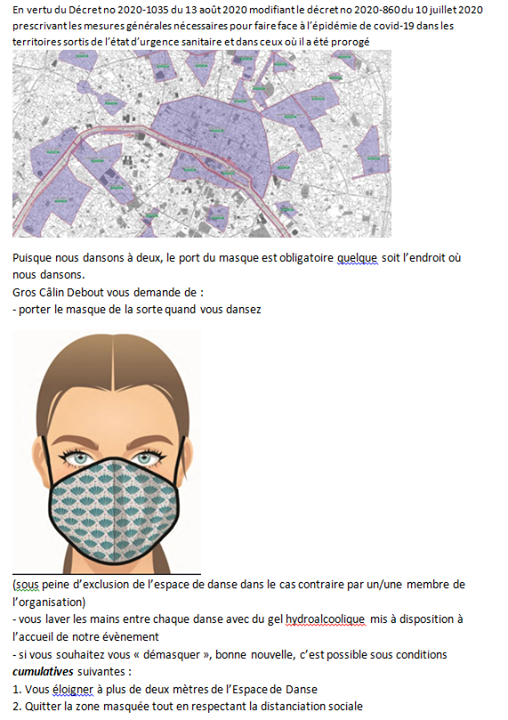 En vertu du Décret no 2020-1035 du 13 août 2020 modifiant le décret no 2020-860 du 10 juillet 2020
prescrivant les mesures générales nécessaires pour faire face à l'épidémie de covid-19 dans les
territoires sortis de l'état d'urgence sanitaire et dans ceux où il a été prorogé
Puisque nous dansons à deux, le port du masque est obligatoire quelque soit l'endroit où
nous dansons.
Gros Câlin Debout vous demande de :
- porter le masque de la sorte quand vous dansez
(sous peine d'exclusion de l'espace de danse dans le cas contraire par un/une membre de
l'organisation)
- vous laver les mains entre chaque danse avec du gel hydroalcoolique mis à disposition à
l'accueil de notre évènement
- si vous souhaitez vous « démasquer », bonne nouvelle, c'est possible sous conditions
cumulatives suivantes :
1. Vous éloigner à plus de deux mètres de l'Espace de Danse
2. Quitter la zone masquée tout en respectant la distanciation sociale